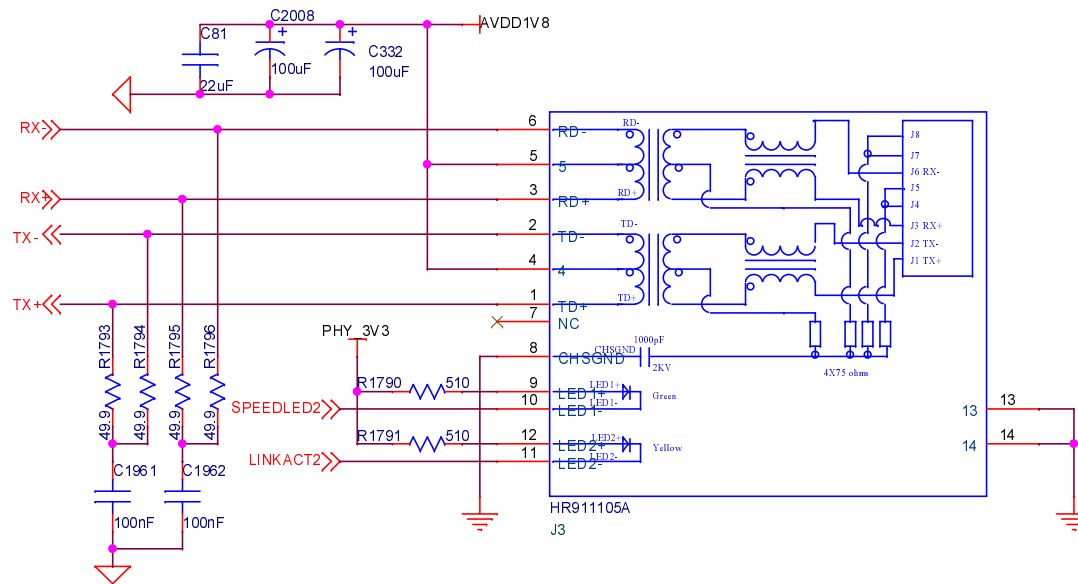 C2008
C81
AVDD1V8
C332
100uF
100uF
22uF
RX-
6
RD-
5
5
RX+
3
RD+
TX-
2
TD-
4
4
TX+
1
TD+
7
NC
RD-
RD+
TD-
TD+
J8
J7
J6 RX-
J5
J4
J3 RX+
J2 TX-
J1 TX+
PHY_3V3
8
CHSGND
CHSGND
1000pF
2KV
4X75 ohms
R1793
R1794
R1795
R1796
49.9
49.9
49.9
49.9
R1790
510
9
LED1+
LED1+
Green
SPEEDLED2
10
LED1-
LED1-
R1791
510
12
LED2+
LED2+
Yellow
LINKACT2
11
LED2-
LED2-
13
13
14
14
C1961
C1962
100nF
100nF
HR911105A
J3